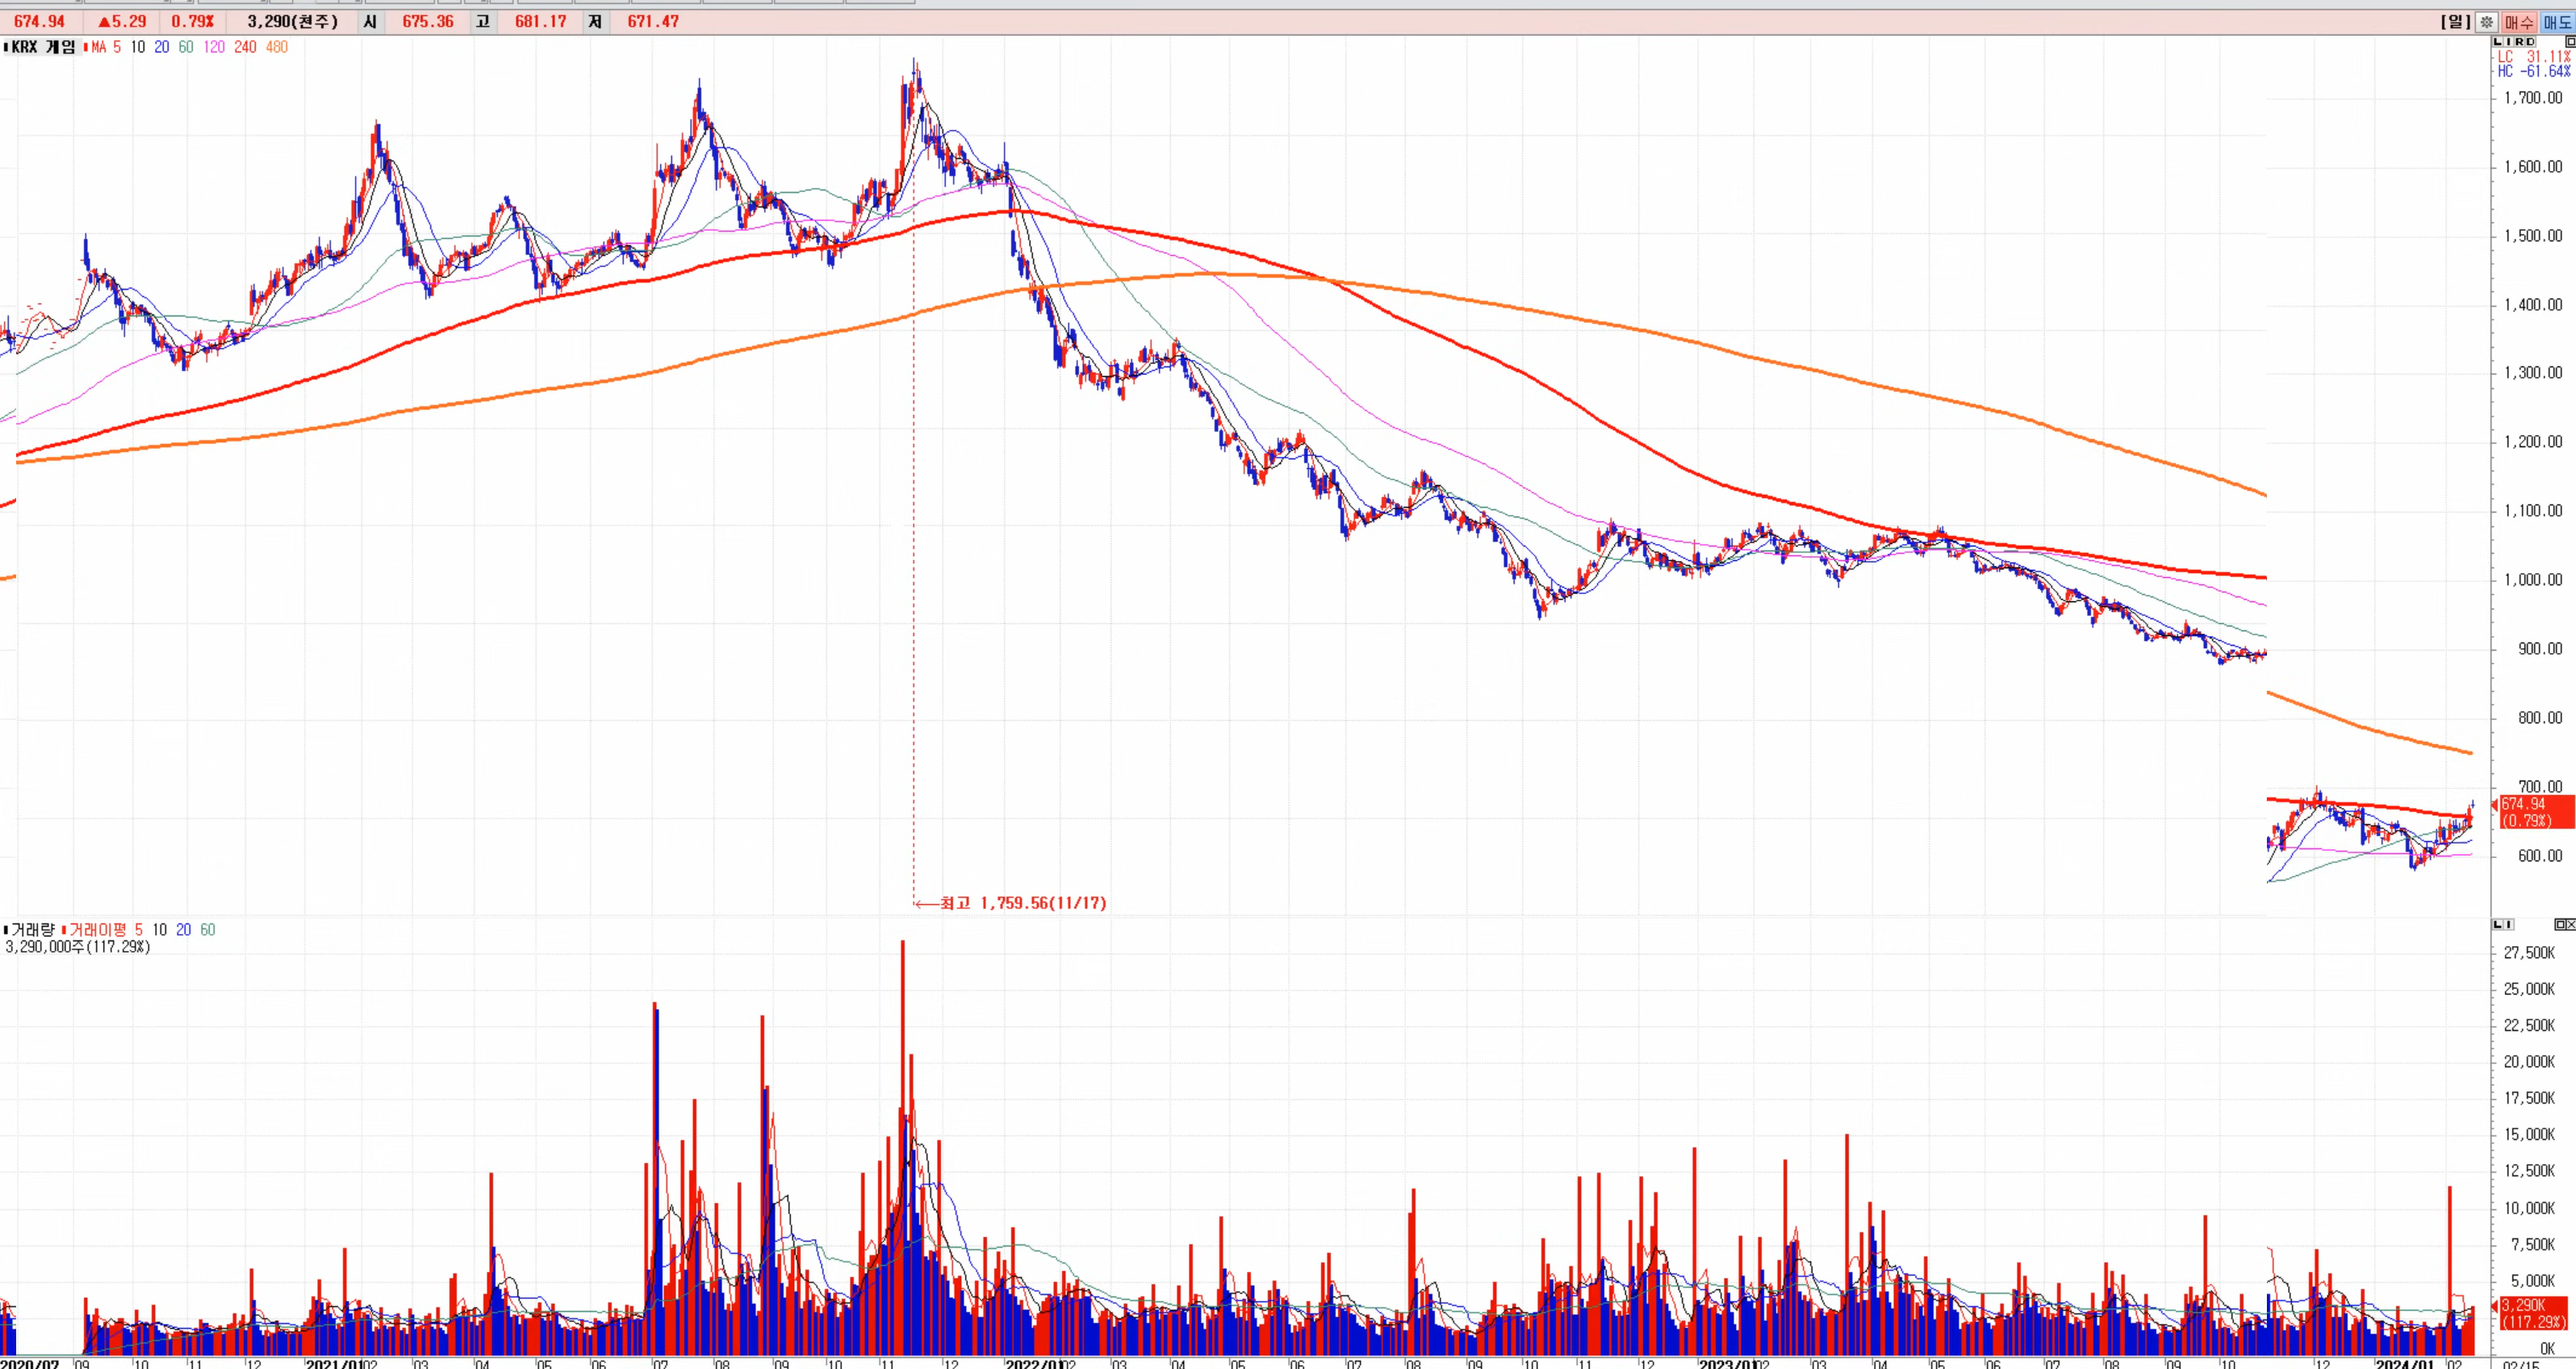 674.94 ▲5.29 0.79% 3,290(천주) 시 675.36 고 681.17 저 671.47 [일] 매수 매도
KRX 게임 MA 5 10 20 60 120 240 480
L I R D
LC 31.11%
HC -61.64%
1,700.00
1,600.00
1,500.00
1,400.00
1,300.00
1,200.00
1,100.00
1,000.00
900.00
800.00
700.00
674.94
(0.79%)
600.00
←최고 1,759.56(11/17)
거래량 거래이평 5 10 20 60
L I
3,290,000주(117.29%)
27,500K
25,000K
22,500K
20,000K
17,500K
15,000K
12,500K
10,000K
7,500K
5,000K
3,290K
(117.29%)
0K
2020/07 09 10 11 12 2021/01 02 03 04 05 06 07 08 09 10 11 12 2022/01 02 03 04 05 06 07 08 09 10 11 12 2023/01 02 03 04 05 06 07 08 09 10 12 2024/01 02 02/15